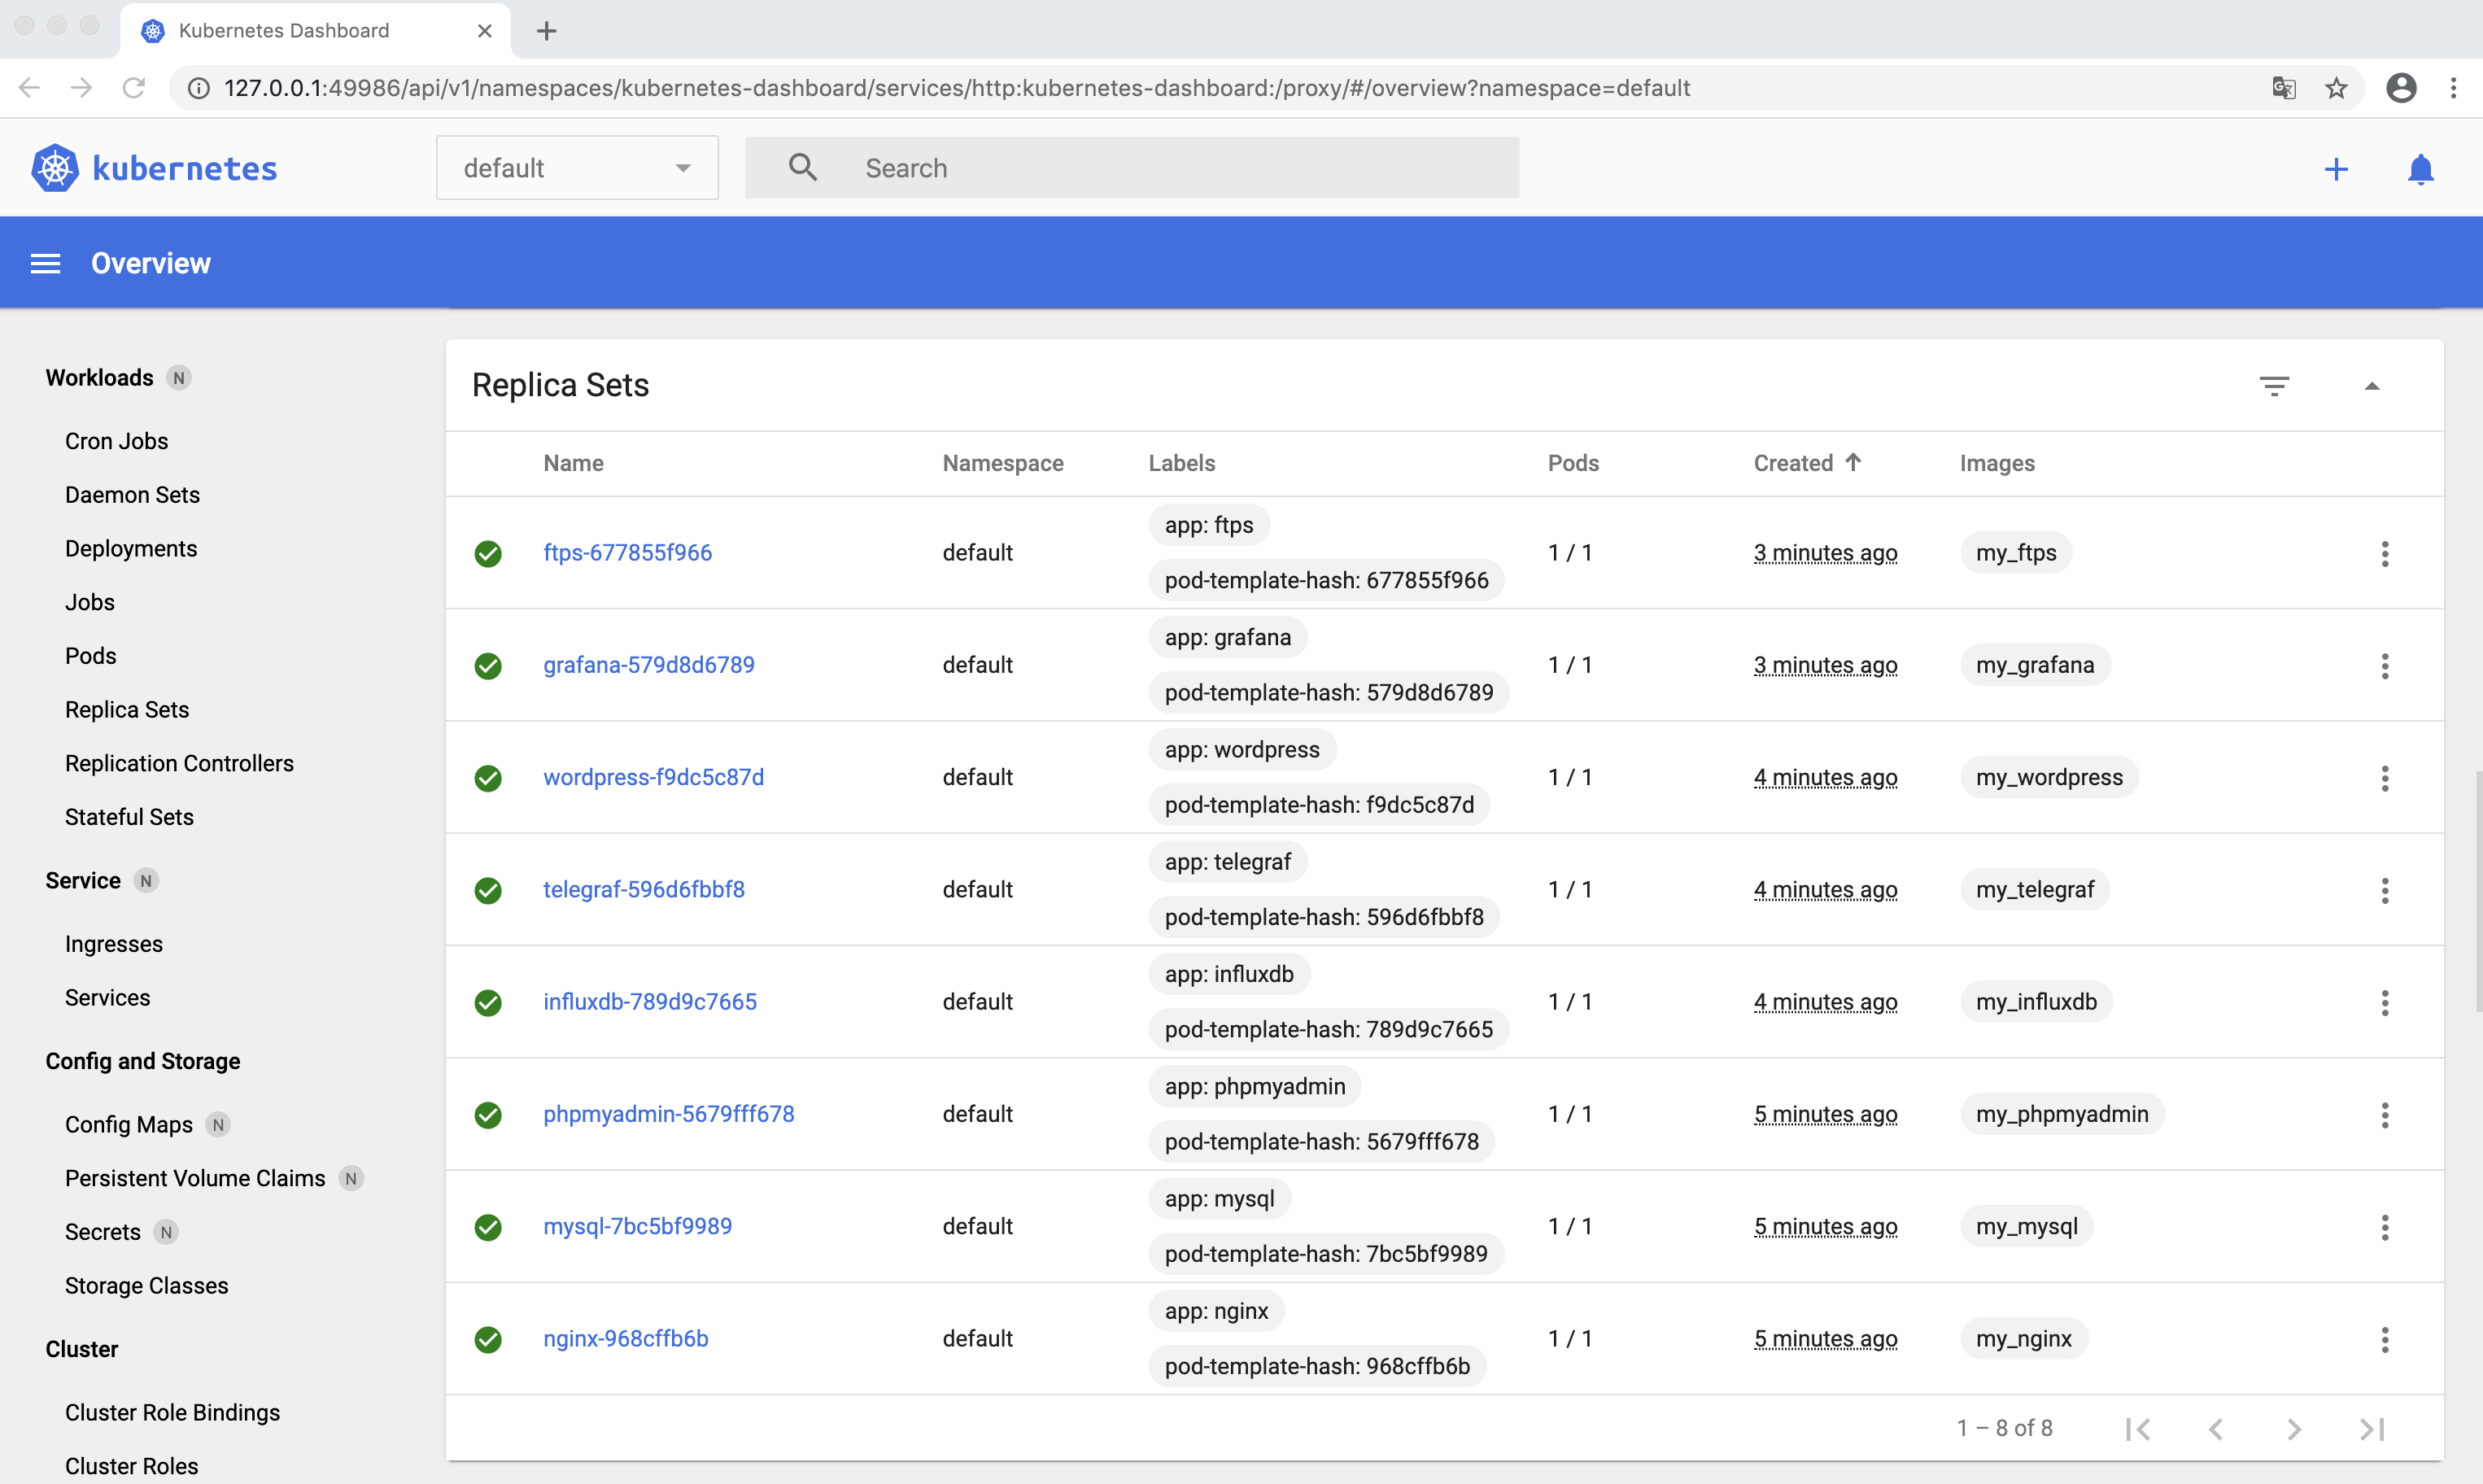 Kubernetes Dashboard
127.0.0.1:49986/api/v1/namespaces/kubernetes-dashboard/services/http:kubernetes-dashboard:/proxy/#/overview?namespace=default
kubernetes
default
Search
Overview
Workloads N
Cron Jobs
Daemon Sets
Deployments
Jobs
Pods
Replica Sets
Replication Controllers
Stateful Sets
Service N
Ingresses
Services
Config and Storage
Config Maps N
Persistent Volume Claims N
Secrets N
Storage Classes
Cluster
Cluster Role Bindings
Cluster Roles
Replica Sets
Name Namespace Labels Pods Created Images
app: ftps
ftps-677855f966 default 1 / 1 3 minutes ago my_ftps
pod-template-hash: 677855f966
app: grafana
grafana-579d8d6789 default 1 / 1 3 minutes ago my_grafana
pod-template-hash: 579d8d6789
app: wordpress
wordpress-f9dc5c87d default 1 / 1 4 minutes ago my_wordpress
pod-template-hash: f9dc5c87d
app: telegraf
telegraf-596d6fbbf8 default 1 / 1 4 minutes ago my_telegraf
pod-template-hash: 596d6fbbf8
app: influxdb
influxdb-789d9c7665 default 1 / 1 4 minutes ago my_influxdb
pod-template-hash: 789d9c7665
app: phpmyadmin
phpmyadmin-5679fff678 default 1 / 1 5 minutes ago my_phpmyadmin
pod-template-hash: 5679fff678
app: mysql
mysql-7bc5bf9989 default 1 / 1 5 minutes ago my_mysql
pod-template-hash: 7bc5bf9989
app: nginx
nginx-968cffb6b default 1 / 1 5 minutes ago my_nginx
pod-template-hash: 968cffb6b
1 – 8 of 8